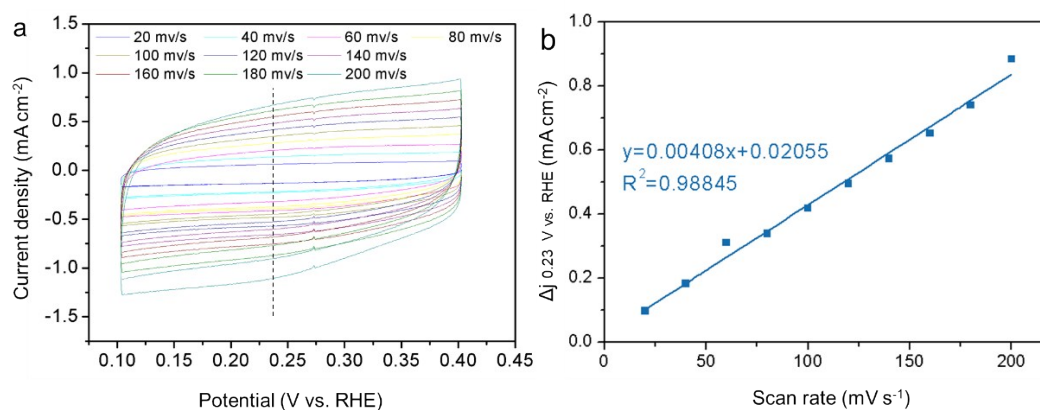 a
20 mv/s 40 mv/s 60 mv/s 80 mv/s
100 mv/s 120 mv/s 140 mv/s
160 mv/s 180 mv/s 200 mv/s
Current density (mA cm⁻²)
1.5
1.0
0.5
0.0
-0.5
-1.0
-1.5
0.10 0.15 0.20 0.25 0.30 0.35 0.40 0.45
Potential (V vs. RHE)
b
Δj 0.23 V vs. RHE (mA cm⁻²)
1.0
0.8
0.6
0.4
0.2
0.0
y=0.00408x+0.02055
R²=0.98845
0 50 100 150 200
Scan rate (mV s⁻¹)